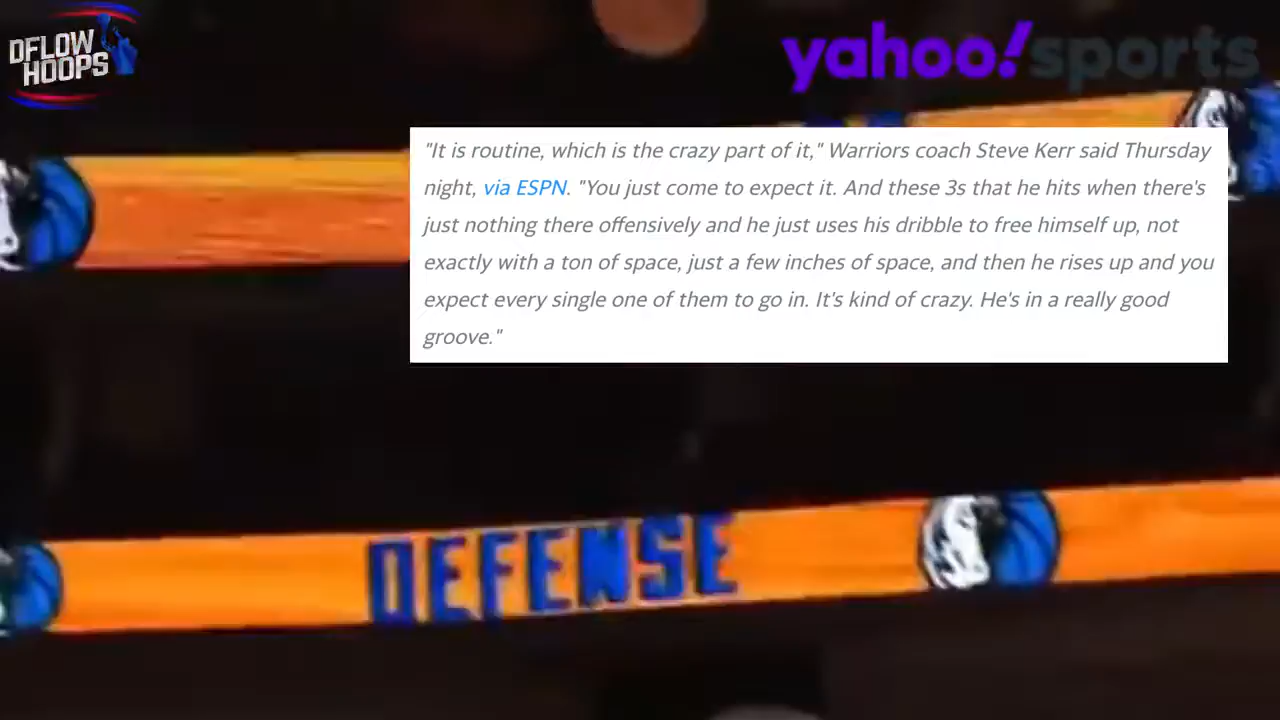 DFLOW
HOOPS
yahoo!sports
"It is routine, which is the crazy part of it," Warriors coach Steve Kerr said Thursday
night, via ESPN. "You just come to expect it. And these 3s that he hits when there's
just nothing there offensively and he just uses his dribble to free himself up, not
exactly with a ton of space, just a few inches of space, and then he rises up and you
expect every single one of them to go in. It's kind of crazy. He's in a really good
groove."
DEFENSE